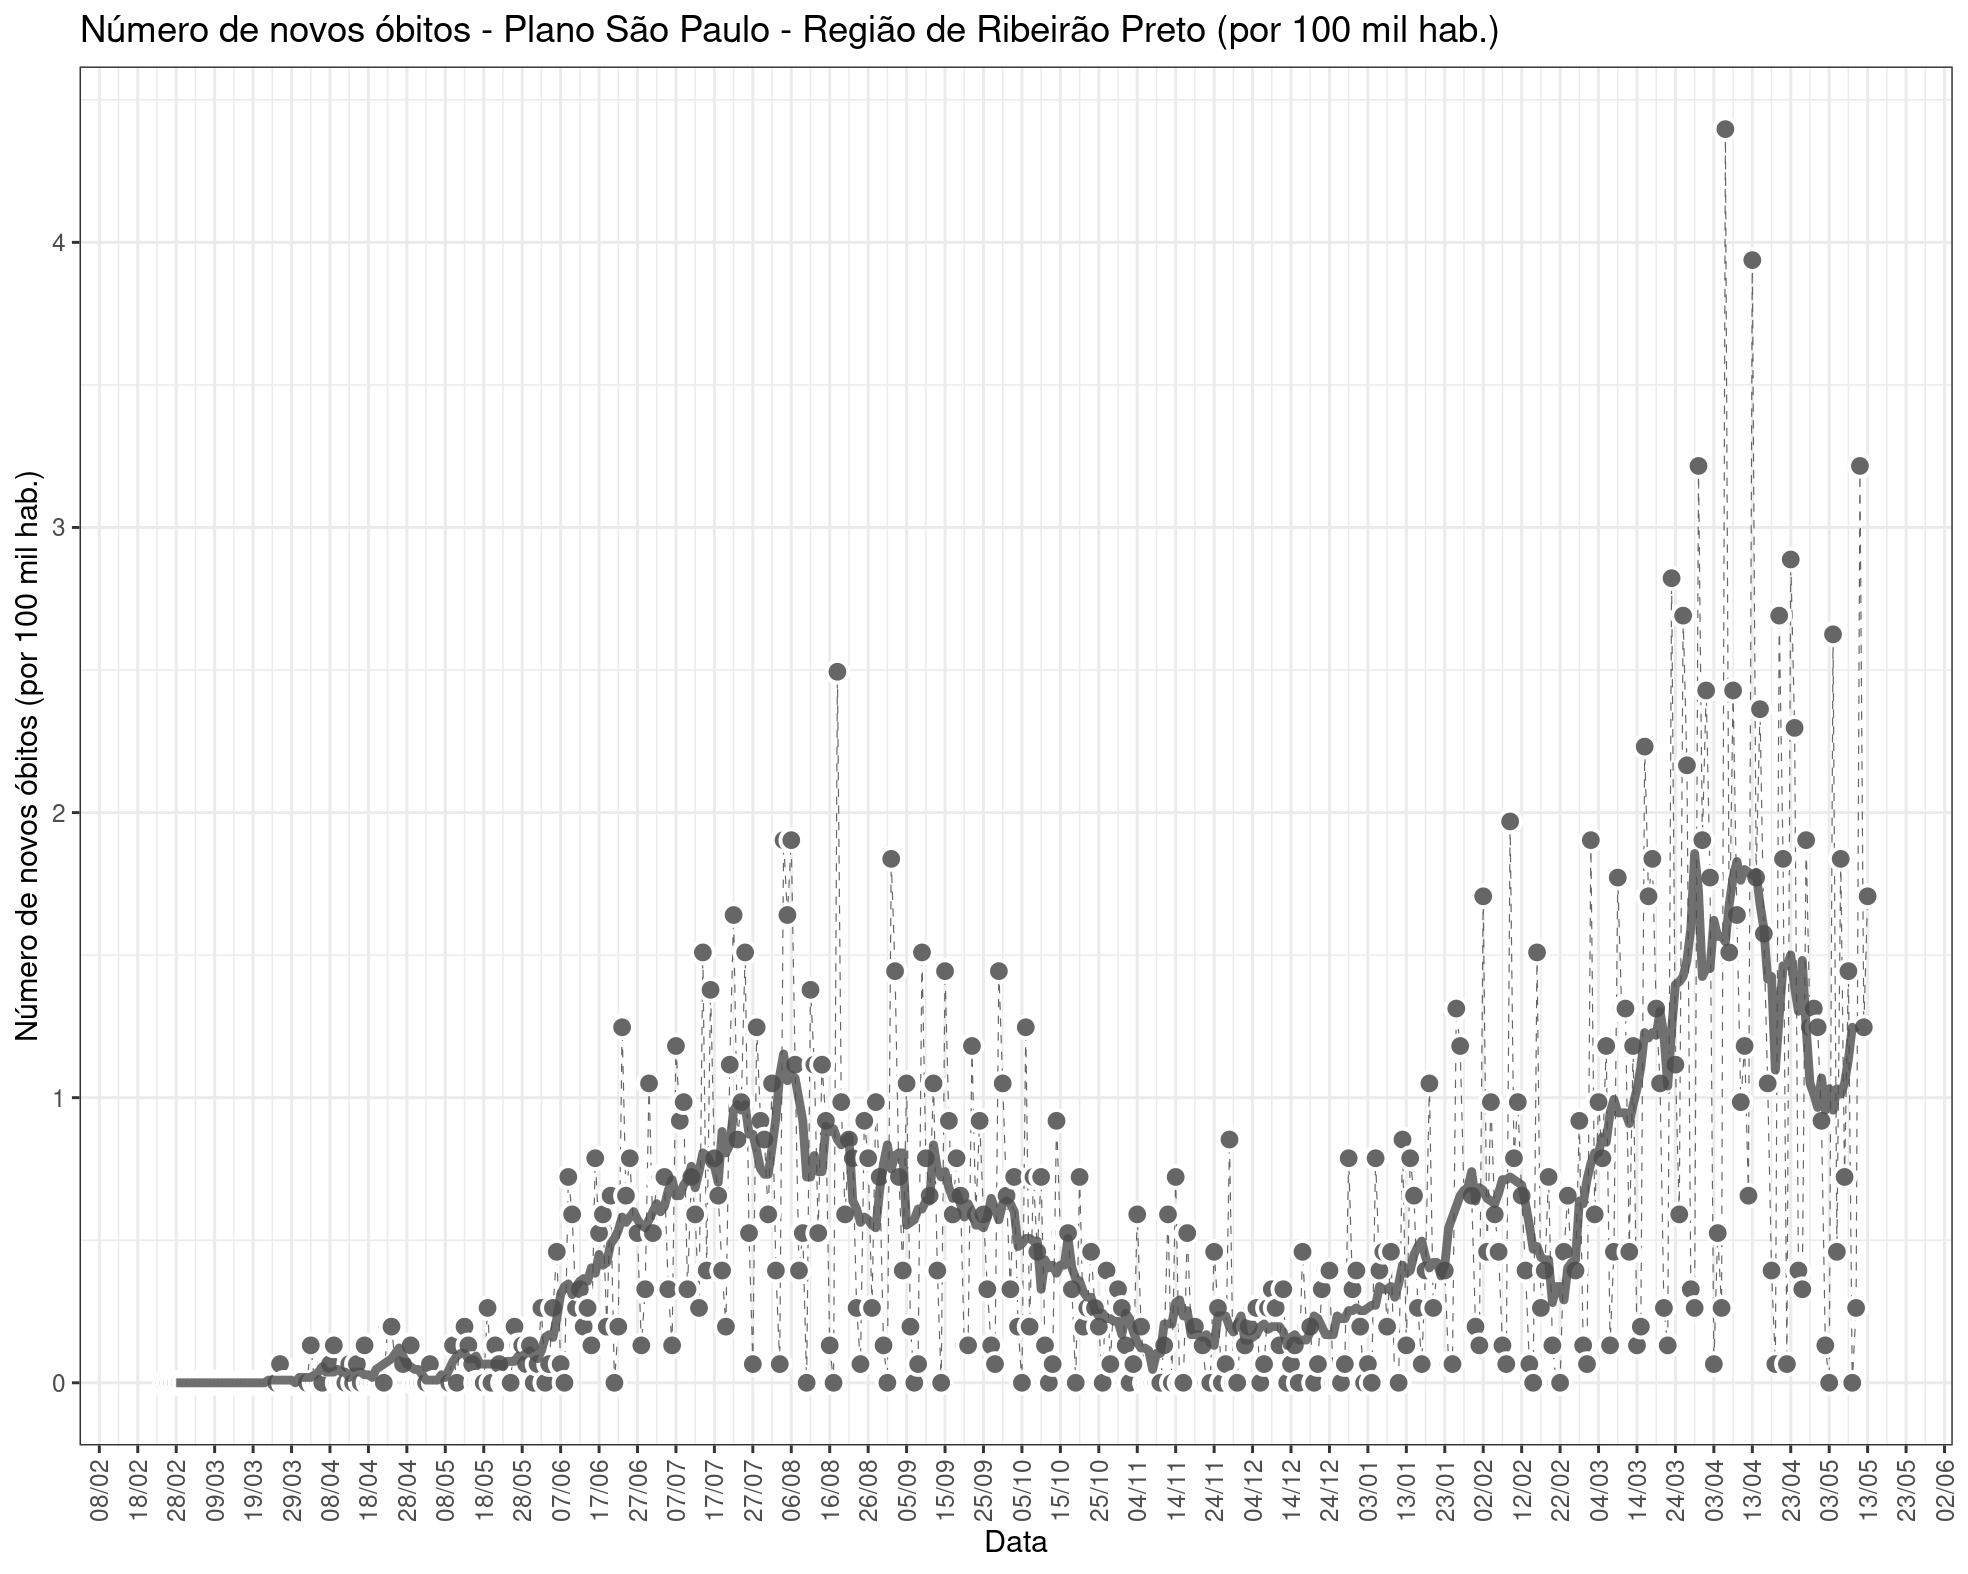 Número de novos óbitos - Plano São Paulo - Região de Ribeirão Preto (por 100 mil hab.)
Número de novos óbitos (por 100 mil hab.)
4
3
2
1
0
08/02 18/02 28/02 09/03 19/03 29/03 08/04 18/04 28/04 08/05 18/05 28/05 07/06 17/06 27/06 07/07 17/07 27/07 06/08 16/08 26/08 05/09 15/09 25/09 05/10 15/10 25/10 04/11 14/11 24/11 04/12 14/12 24/12 03/01 13/01 23/01 02/02 12/02 22/02 04/03 14/03 24/03 03/04 13/04 23/04 03/05 13/05 23/05 02/06
Data